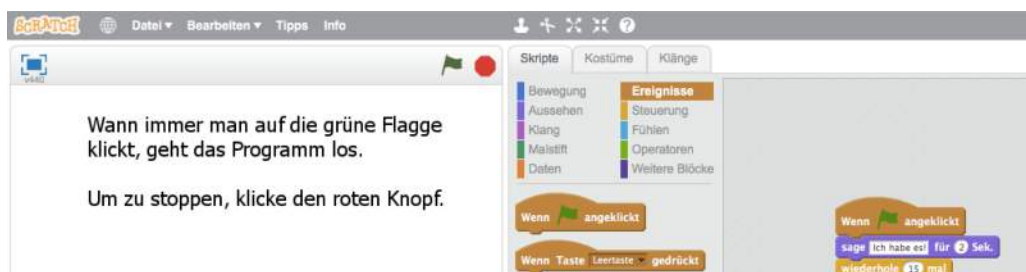 SCRATCH Datei Bearbeiten Tipps Info
v440
Skripte Kostüme Klänge
Bewegung Ereignisse
Aussehen Steuerung
Klang Fühlen
Malstift Operatoren
Daten Weitere Blöcke
Wenn angeklickt
Wenn Taste Leertaste gedrückt
Wann immer man auf die grüne Flagge
klickt, geht das Programm los.
Um zu stoppen, klicke den roten Knopf.
Wenn angeklickt
sage Ich habe es! für 2 Sek.
wiederhole 15 mal